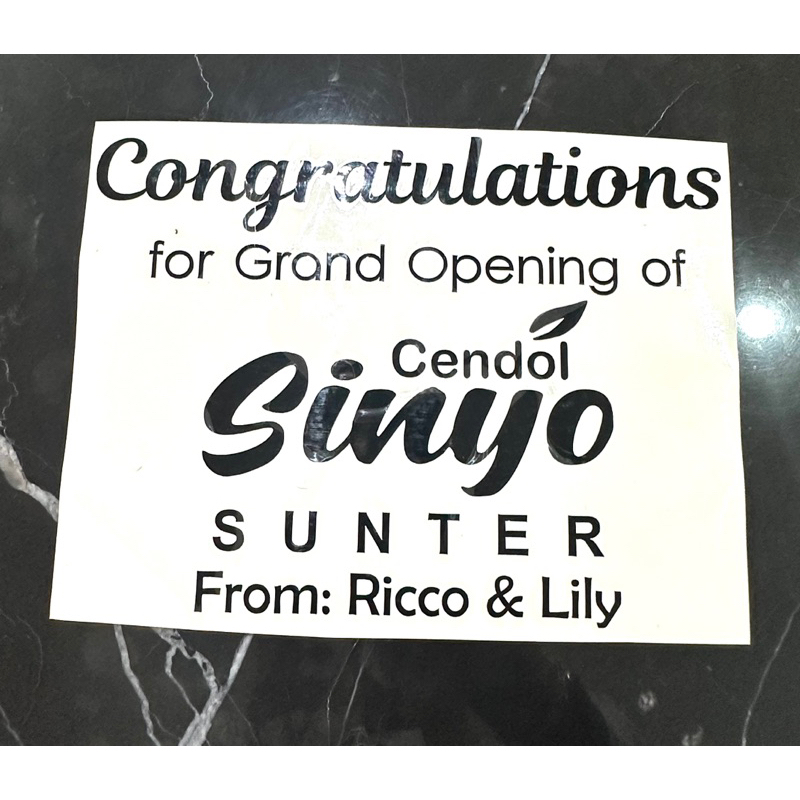 Congratulations
for Grand Opening of
Cendol
Sinyo
SUNTER
From: Ricco & Lily